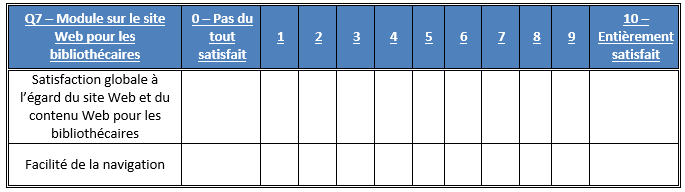 Q7 – Module sur le site
Web pour les
bibliothécaires
0 – Pas du
tout
satisfait
1
2
3
4
5
6
7
8
9
10 –
Entièrement
satisfait
Satisfaction globale à
l’égard du site Web et du
contenu Web pour les
bibliothécaires
Facilité de la navigation